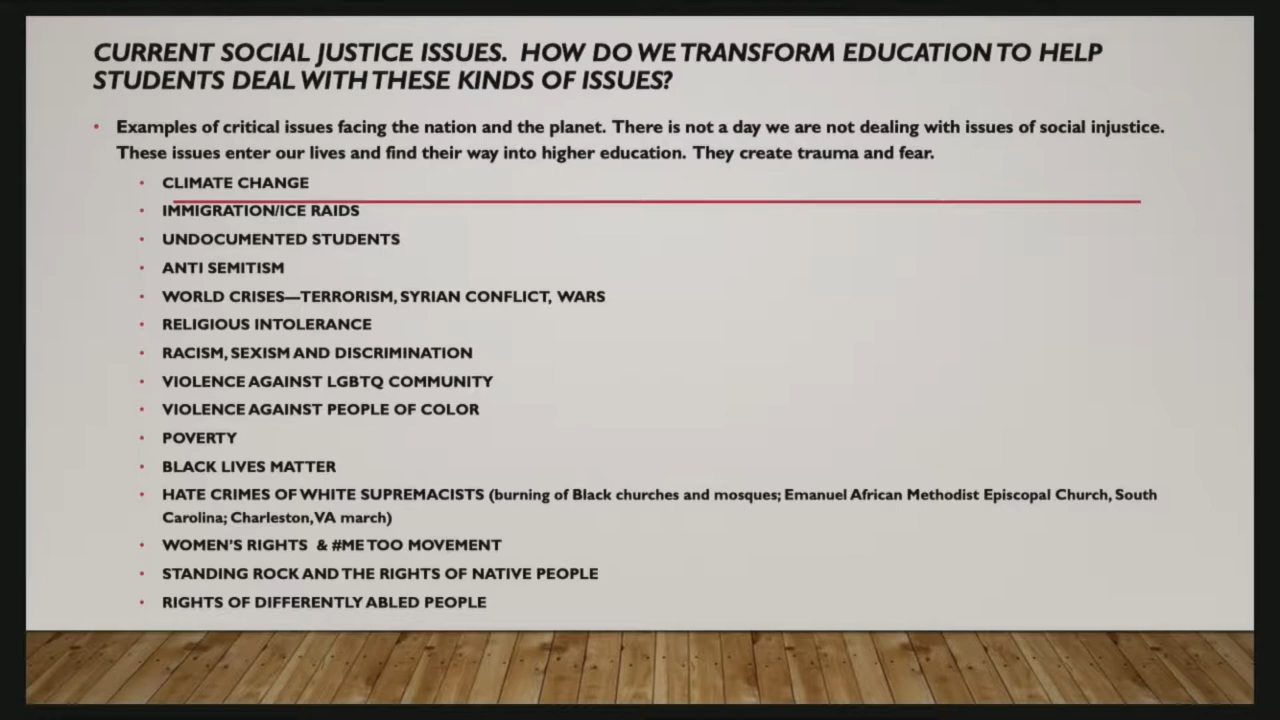 CURRENT SOCIAL JUSTICE ISSUES. HOW DO WE TRANSFORM EDUCATION TO HELP
STUDENTS DEAL WITH THESE KINDS OF ISSUES?
• Examples of critical issues facing the nation and the planet. There is not a day we are not dealing with issues of social injustice.
These issues enter our lives and find their way into higher education. They create trauma and fear.
• CLIMATE CHANGE
• IMMIGRATION/ICE RAIDS
• UNDOCUMENTED STUDENTS
• ANTI SEMITISM
• WORLD CRISES—TERRORISM, SYRIAN CONFLICT, WARS
• RELIGIOUS INTOLERANCE
• RACISM, SEXISM AND DISCRIMINATION
• VIOLENCE AGAINST LGBTQ COMMUNITY
• VIOLENCE AGAINST PEOPLE OF COLOR
• POVERTY
• BLACK LIVES MATTER
• HATE CRIMES OF WHITE SUPREMACISTS (burning of Black churches and mosques; Emanuel African Methodist Episcopal Church, South
Carolina; Charleston, VA march)
• WOMEN'S RIGHTS & #ME TOO MOVEMENT
• STANDING ROCK AND THE RIGHTS OF NATIVE PEOPLE
• RIGHTS OF DIFFERENTLY ABLED PEOPLE